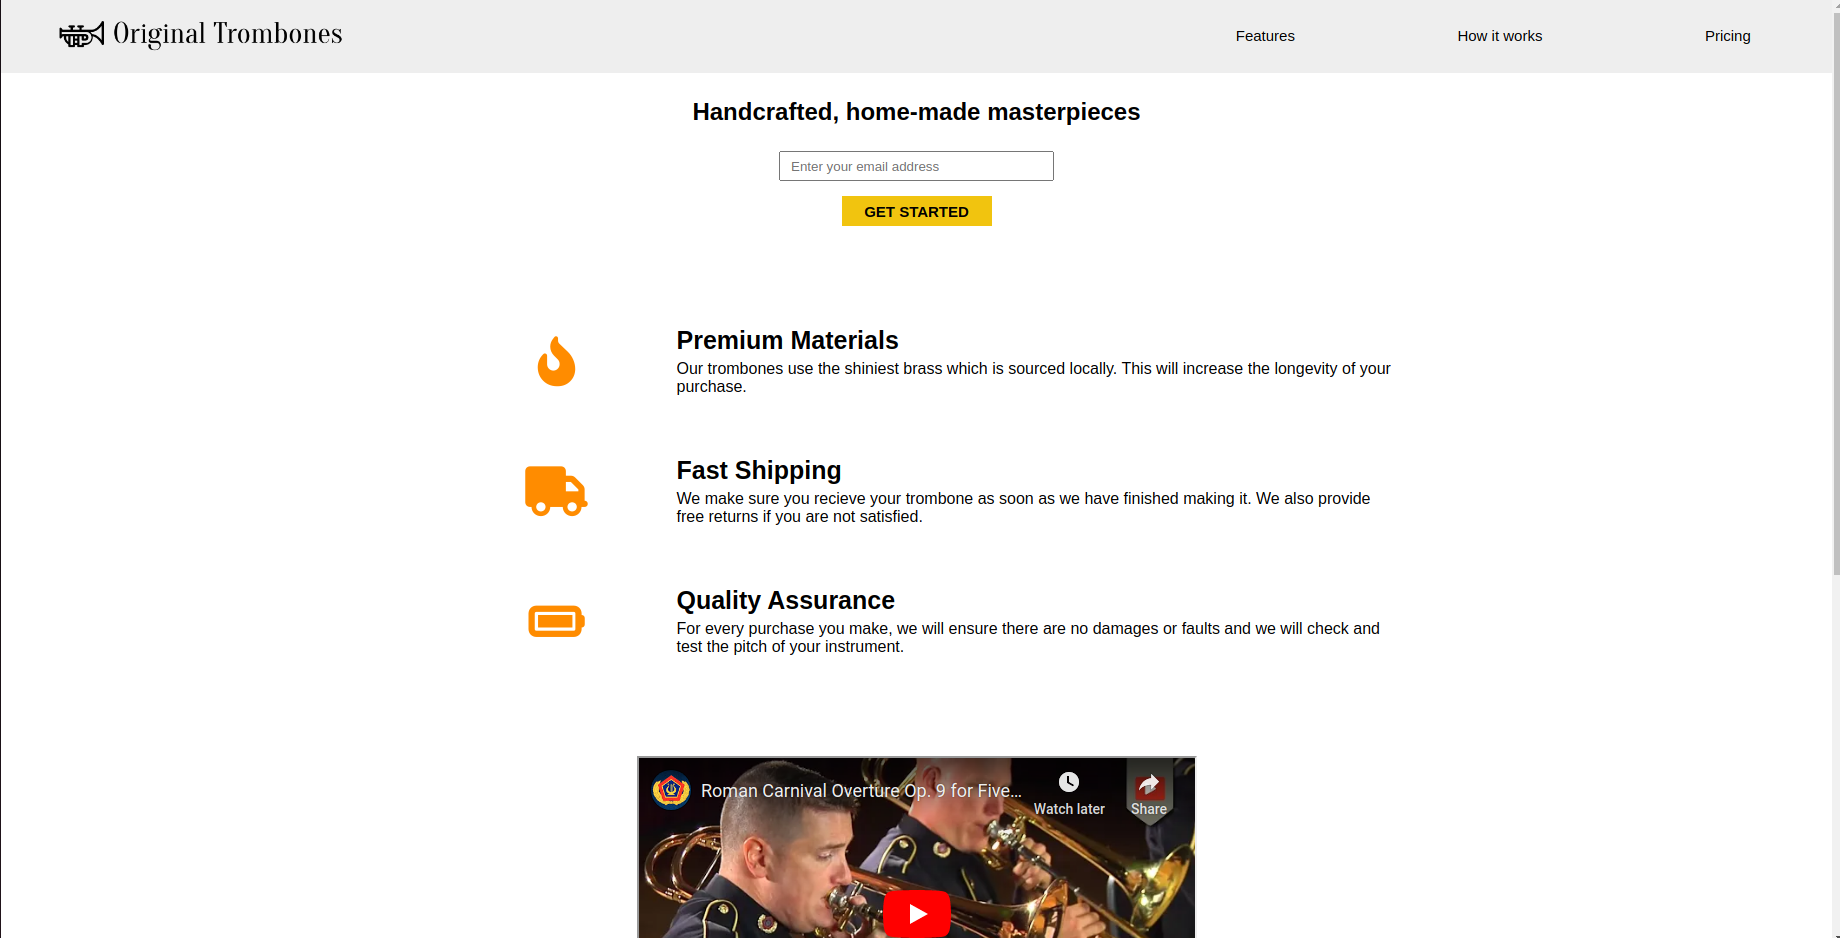 Original Trombones
Features
How it works
Pricing
Handcrafted, home-made masterpieces
Enter your email address
GET STARTED
Premium Materials
Our trombones use the shiniest brass which is sourced locally. This will increase the longevity of your
purchase.
Fast Shipping
We make sure you recieve your trombone as soon as we have finished making it. We also provide
free returns if you are not satisfied.
Quality Assurance
For every purchase you make, we will ensure there are no damages or faults and we will check and
test the pitch of your instrument.
Roman Carnival Overture Op. 9 for Five...
Watch later
Share